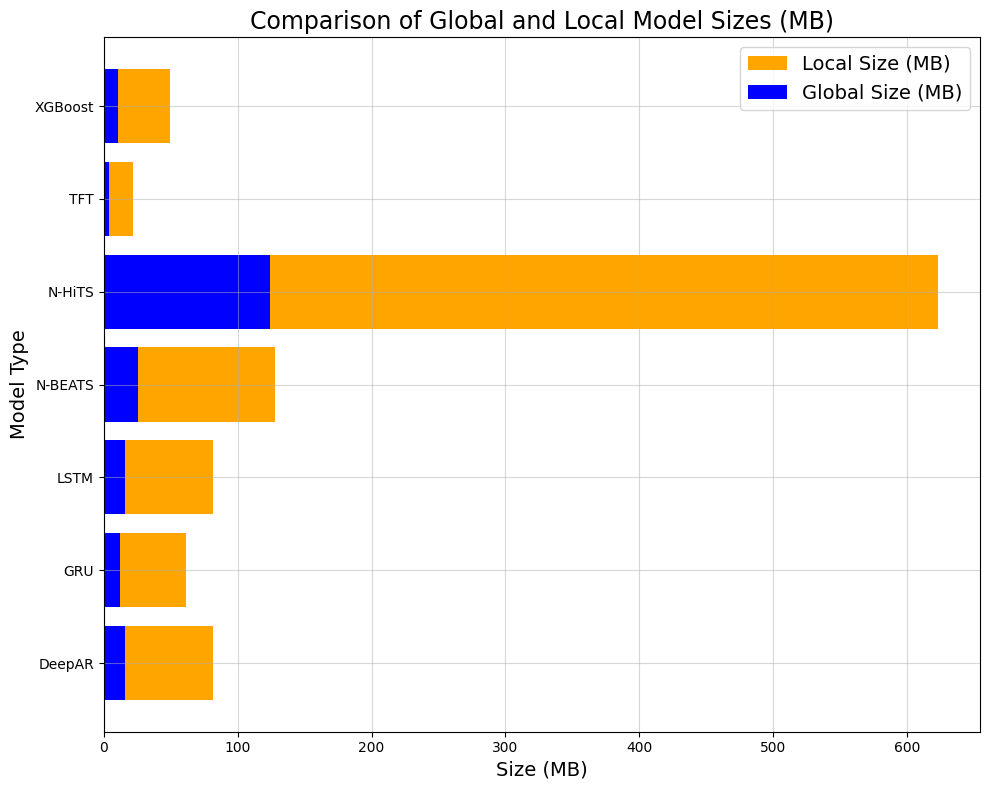 Comparison of Global and Local Model Sizes (MB)
Local Size (MB)
Global Size (MB)
Model Type
XGBoost
TFT
N-HiTS
N-BEATS
LSTM
GRU
DeepAR
0 100 200 300 400 500 600
Size (MB)